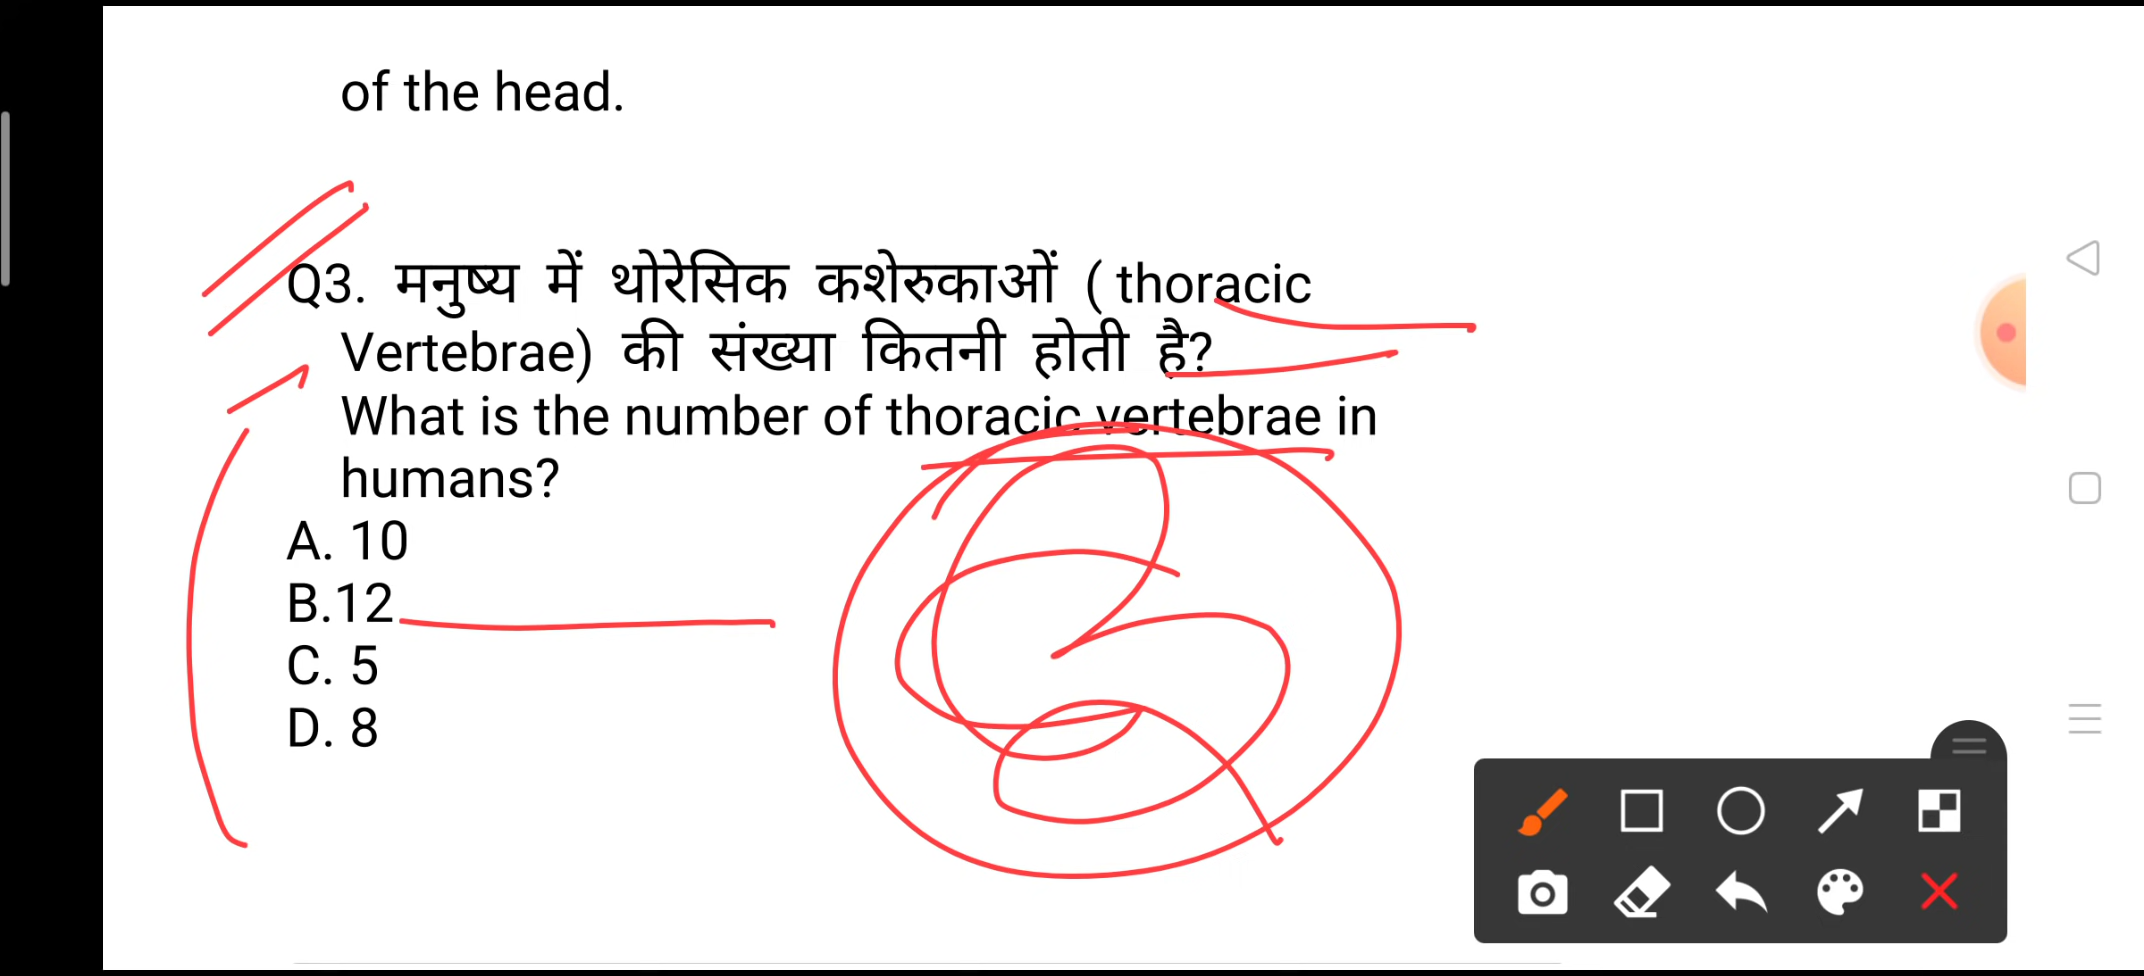 of the head.
Q3. मनुष्य में थोरेसिक कशेरुकाओं ( thoracic
Vertebrae) की संख्या कितनी होती है?
What is the number of thoracic vertebrae in
humans?
A. 10
B.12
C. 5
D. 8